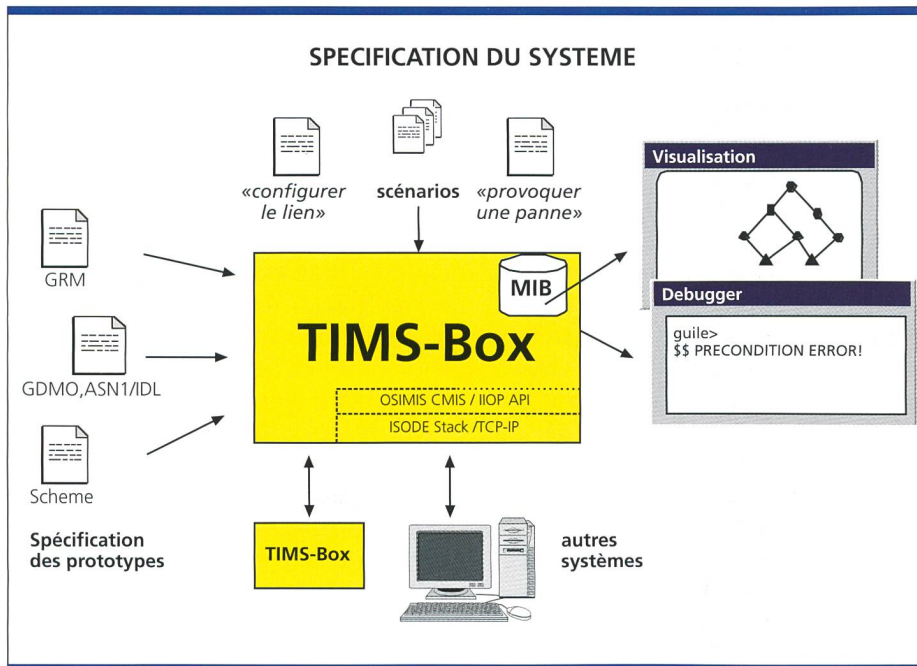 SPECIFICATION DU SYSTEME
«configurer
le lien»
scénarios
«provoquer
une panne»
GRM
GDMO,ASN1/IDL
Scheme
Spécification
des prototypes
MIB
TIMS-Box
OSIMIS CMIS / IIOP API
ISODE Stack /TCP-IP
TIMS-Box
autres
systèmes
Visualisation
Debugger
guile>
$$ PRECONDITION ERROR!